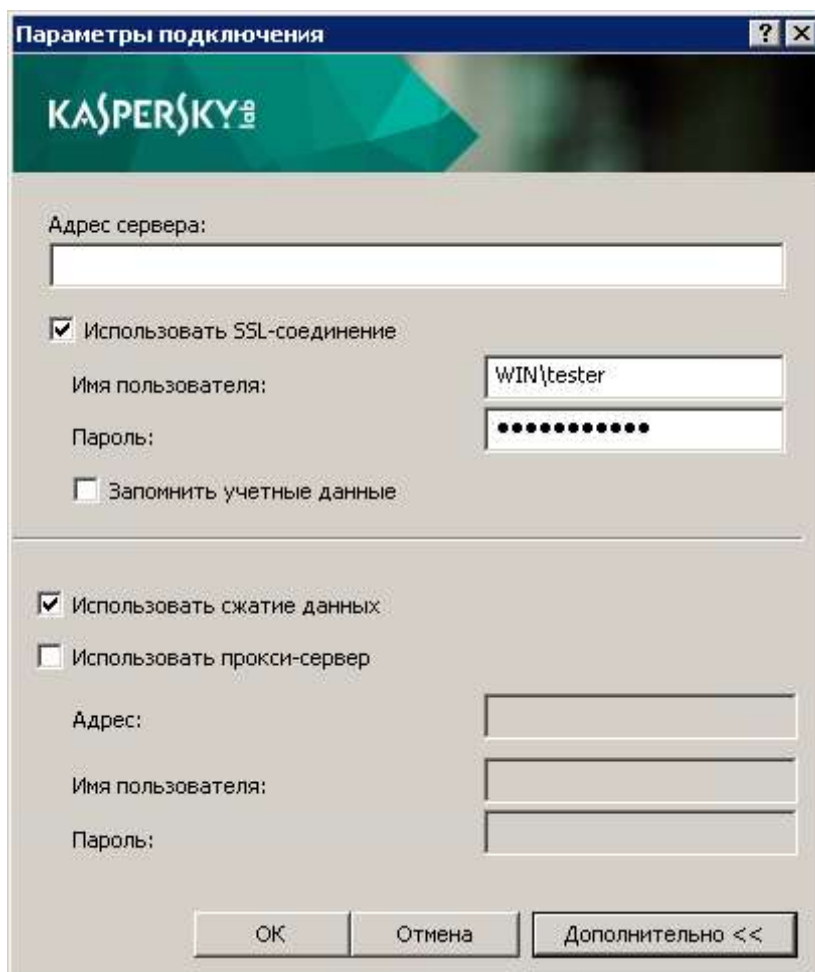 Параметры подключения
KASPERSKY lab
Адрес сервера:
Использовать SSL-соединение
Имя пользователя: WIN\tester
Пароль: ●●●●●●●●●●●
Запомнить учетные данные
Использовать сжатие данных
Использовать прокси-сервер
Адрес:
Имя пользователя:
Пароль:
ОК Отмена Дополнительно <<